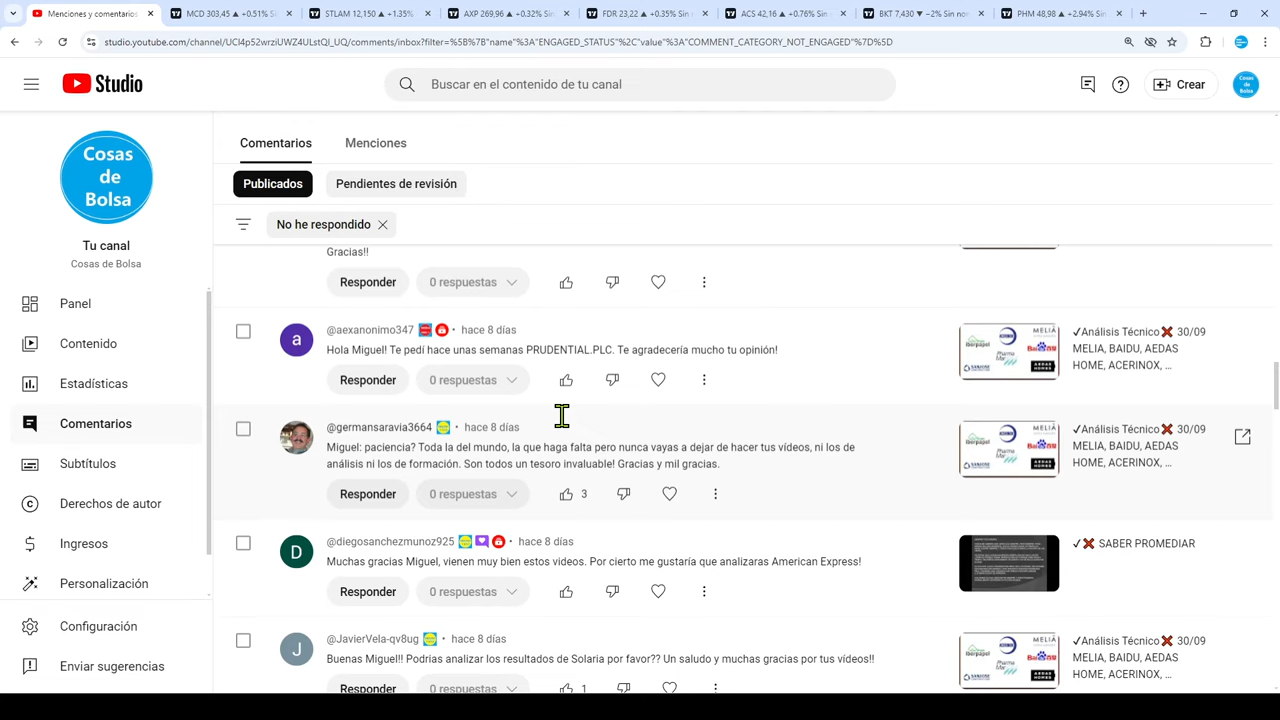 Menciones y comentarios
MCD 303,45 ▲ +0.51% Sin
STLAM 12,150 ▲ +1.35%
69,96 ▲ +0.32% Sin
FDR 23,22 ▲ +0.35% Sin
ACS 42,16 ▲ +0.76% Sin
BKT 7,430 ▼ −2% Sin nom
PHM 48,98 ▲ +2.94% Sin
studio.youtube.com/channel/UCI4p52wrziUWZ4ULstQI_UQ/comments/inbox?filter=%5B%7B"name"%3A"ENGAGED_STATUS"%2C"value"%3A"COMMENT_CATEGORY_NOT_ENGAGED"%7D%5D
Studio
Buscar en el contenido de tu canal
Crear
Cosas de Bolsa
Cosas
de
Bolsa
Tu canal
Cosas de Bolsa
Panel
Contenido
Estadísticas
Comentarios
Subtítulos
Derechos de autor
Ingresos
Personalización
Configuración
Enviar sugerencias
Comentarios
Menciones
Publicados
Pendientes de revisión
No he respondido
Gracias!!
Responder
0 respuestas
@aexanonimo347 • hace 8 días
Hola Miguel! Te pedí hace unas semanas PRUDENTIAL.PLC. Te agradecería mucho tu opinión!
Responder
0 respuestas
✓Análisis Técnico❌ 30/09
MELIA, BAIDU, AEDAS
HOME, ACERINOX, ...
@germansaravia3664 • hace 8 días
Miguel paciencia? Toda la del mundo, la que haga falta pero nunca vayas a dejar de hacer tus vídeos, ni los de
análisis ni los de formación. Son todos un tesoro invaluable! Gracias y mil gracias.
Responder
0 respuestas
3
✓Análisis Técnico❌ 30/09
MELIA, BAIDU, AEDAS
HOME, ACERINOX, ...
D
@diegosanchezmunoz925 • hace 8 días
Muchas gracias Miguel, vienen muy bien estos vídeos. Por cierto me gustaría que analizaras American Express!
Responder
0 respuestas
✓❌ SABER PROMEDIAR
J
@JavierVela-qv8ug • hace 8 días
Buenas Miguel!! Podrias analizar los resultados de Solaria por favor?? Un saludo y muchas gracias por tus vídeos!!
Responder
0 respuestas
1
✓Análisis Técnico❌ 30/09
MELIA, BAIDU, AEDAS
HOME, ACERINOX, ...